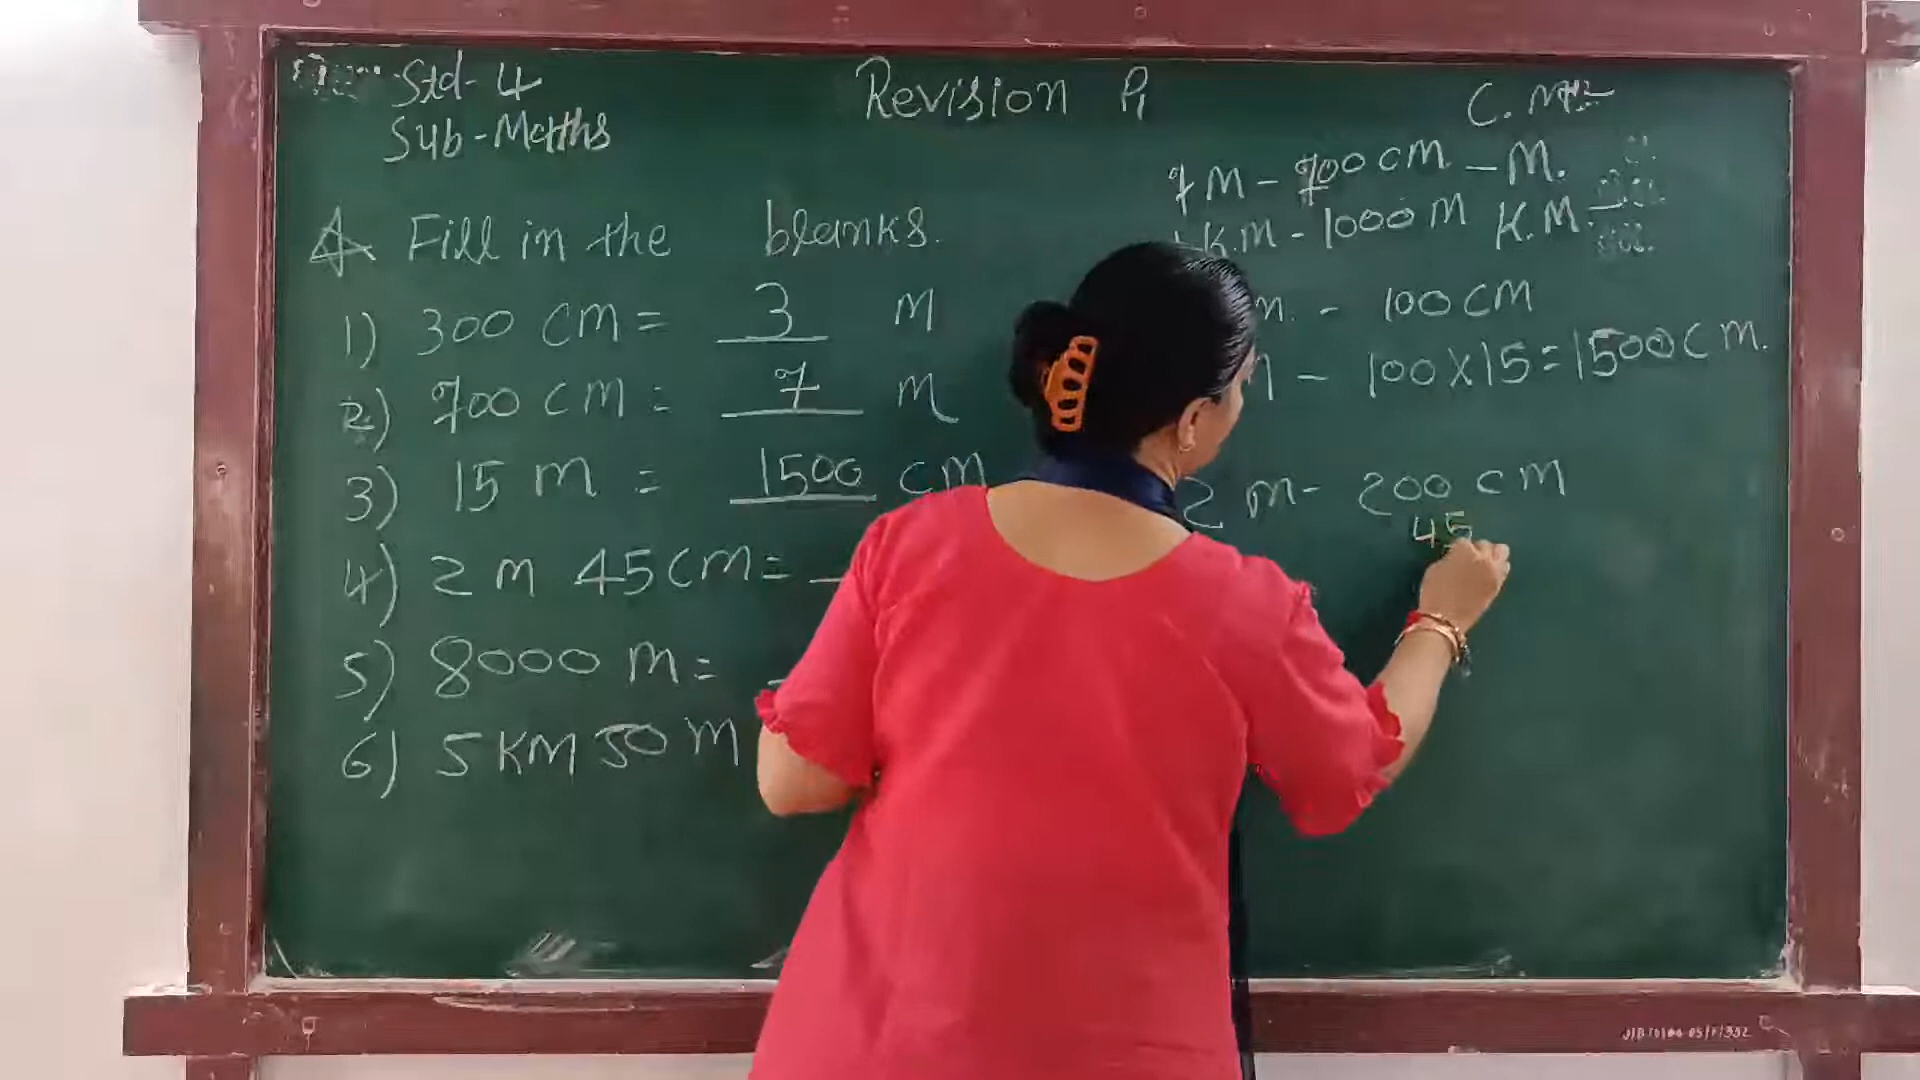 Std- 4
Sub-Maths
Revision P1
A Fill in the blanks.
1) 300 cm = 3 m
2) 700 cm = 7 m
3) 15 m = 1500 cm
4) 2 m 45 cm =
5) 8000 m =
6) 5 KM 50 m
C. M
7 M - 700 cm - M.
K.M - 1000 M K.M -
m. - 100 cm
- 100 X 15 = 1500 cm.
2 m - 200 cm
45